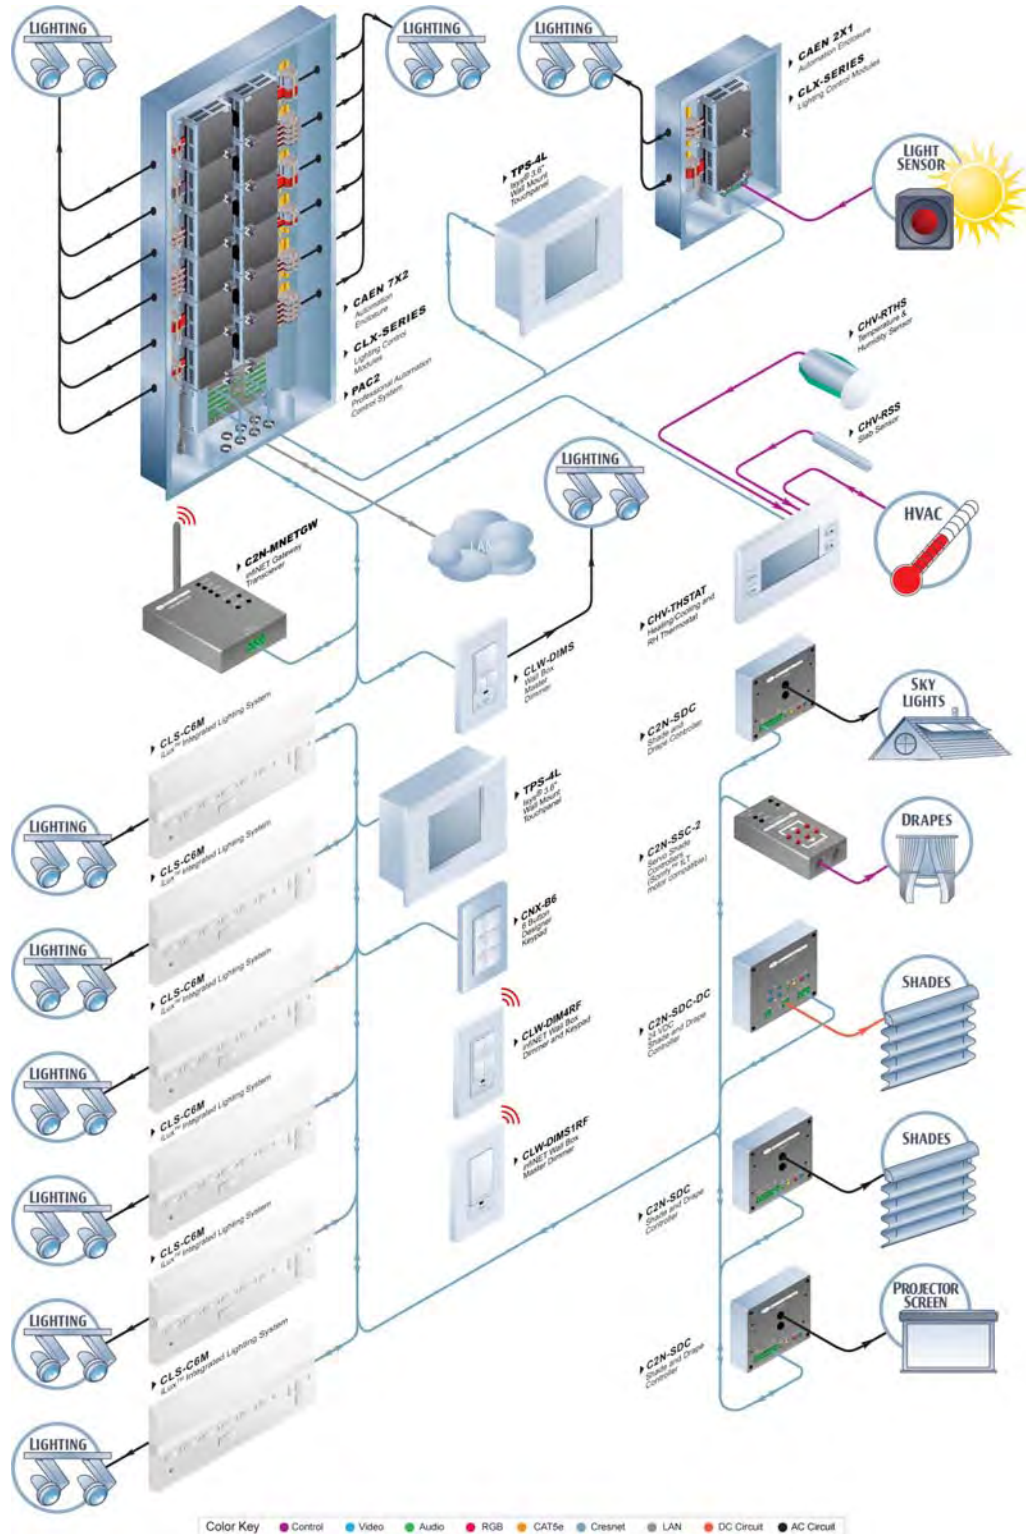 LIGHTING
LIGHTING
LIGHTING
CAEN 2X1
Automation Enclosure
CLX-SERIES
Lighting Control Modules
LIGHT
SENSOR
TPS-4L
Isys® 3.6"
Wall Mount
Touchpanel
CAEN 7X2
Automation
Enclosure
CLX-SERIES
Lighting Control
Modules
PAC2
Professional Automation
Control System
CHV-RTHS
Temperature &
Humidity Sensor
CHV-RSS
Slab Sensor
LIGHTING
HVAC
LAN
C2N-MNETGW
infiNET Gateway
Transciever
CHV-THSTAT
Heating/Cooling and
RH Thermostat
CLW-DIMS
Wall Box
Master
Dimmer
CLS-C6M
iLux™ Integrated Lighting System
C2N-SDC
Shade and
Drape Controller
SKY
LIGHTS
TPS-4L
Isys® 3.6"
Wall Mount
Touchpanel
LIGHTING
CLS-C6M
iLux™ Integrated Lighting System
C2N-SSC-2
Servo Shade
Controllers
(Somfy™ ILT
motor compatible)
DRAPES
CNX-B6
6 Button
Designer
Keypad
LIGHTING
CLS-C6M
iLux™ Integrated Lighting System
C2N-SDC-DC
24 VDC
Shade and Drape
Controller
SHADES
CLW-DIM4RF
infiNET Wall Box
Dimmer and Keypad
LIGHTING
CLS-C6M
iLux™ Integrated Lighting System
CLW-DIMS1RF
infiNET Wall Box
Master Dimmer
C2N-SDC
Shade and Drape
Controller
SHADES
LIGHTING
CLS-C6M
iLux™ Integrated Lighting System
LIGHTING
CLS-C6M
iLux™ Integrated Lighting System
C2N-SDC
Shade and Drape
Controller
PROJECTOR
SCREEN
LIGHTING
Color Key Control Video Audio RGB CAT5e Cresnet LAN DC Circuit AC Circuit